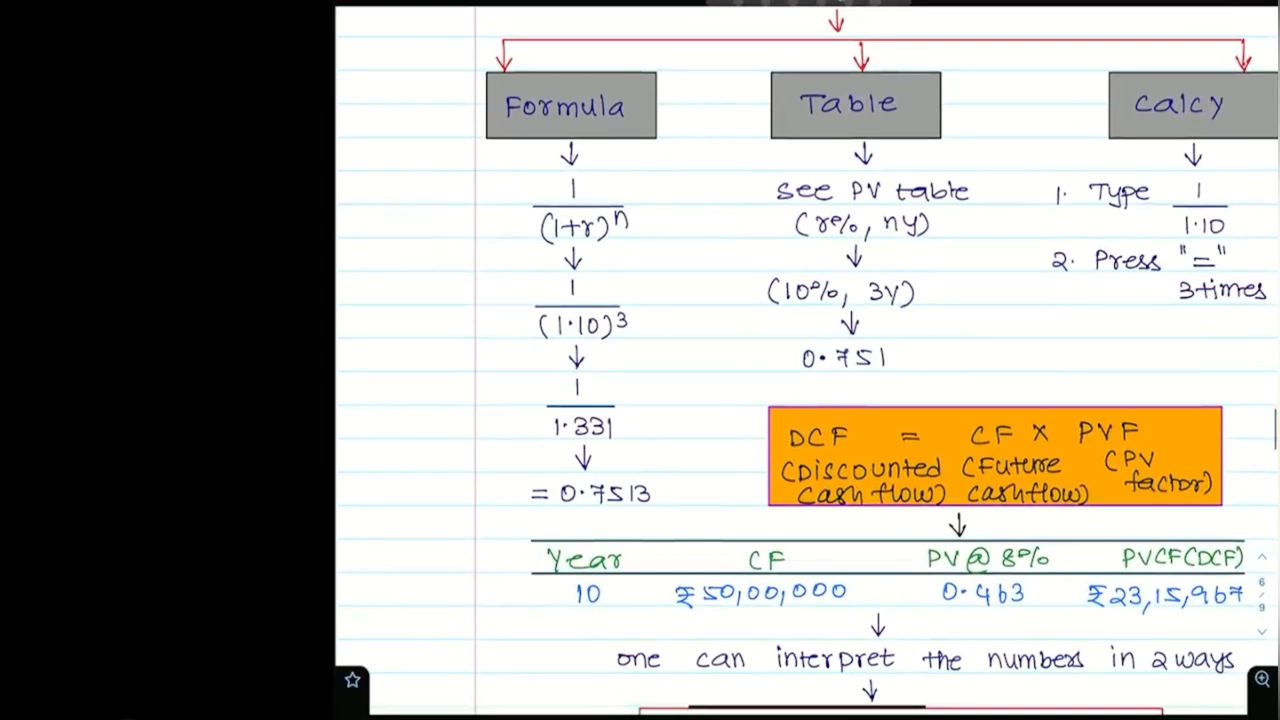 Formula
1
(1+r)n
1
(1.10)3
1
1.331
= 0.7513
Table
See PV table
(r%, ny)
(10%, 3Y)
0.751
Calcy
1. Type 1
1.10
2. Press "="
3times
DCF = CF X PVF
(Discounted (Future (PV
cash flow) cashflow) factor)
Year CF PV@ 8% PVCF(DCF)
10 ₹50,00,000 0.463 ₹23,15,967
one can interpret the numbers in 2 ways
6
/
9